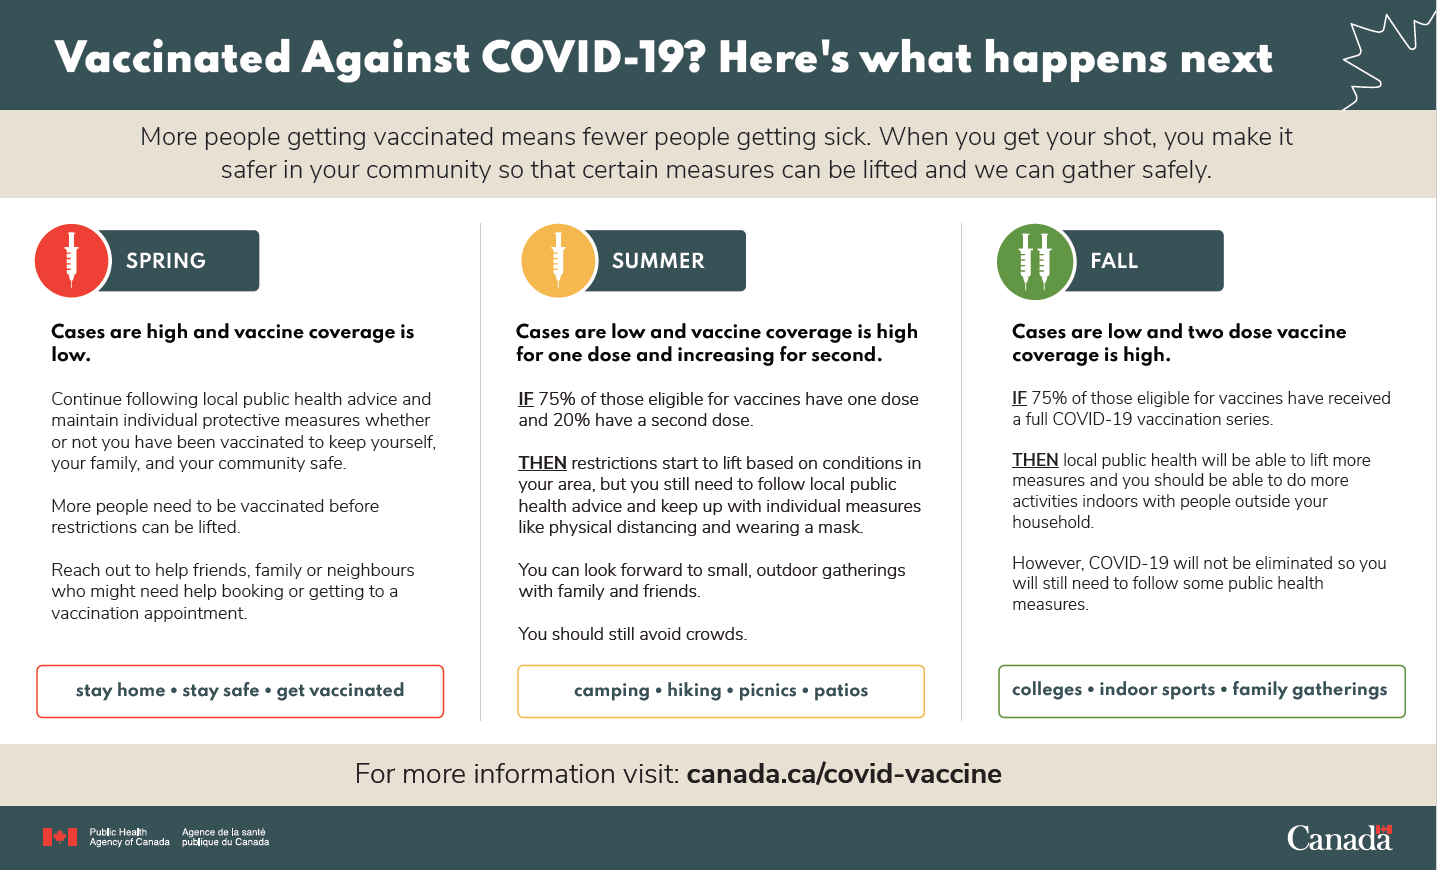 Vaccinated Against COVID-19? Here's what happens next
More people getting vaccinated means fewer people getting sick. When you get your shot, you make it
safer in your community so that certain measures can be lifted and we can gather safely.
SPRING
Cases are high and vaccine coverage is
low.
Continue following local public health advice and
maintain individual protective measures whether
or not you have been vaccinated to keep yourself,
your family, and your community safe.
More people need to be vaccinated before
restrictions can be lifted.
Reach out to help friends, family or neighbours
who might need help booking or getting to a
vaccination appointment.
stay home • stay safe • get vaccinated
SUMMER
Cases are low and vaccine coverage is high
for one dose and increasing for second.
IF 75% of those eligible for vaccines have one dose
and 20% have a second dose.
THEN restrictions start to lift based on conditions in
your area, but you still need to follow local public
health advice and keep up with individual measures
like physical distancing and wearing a mask.
You can look forward to small, outdoor gatherings
with family and friends.
You should still avoid crowds.
camping • hiking • picnics • patios
FALL
Cases are low and two dose vaccine
coverage is high.
IF 75% of those eligible for vaccines have received
a full COVID-19 vaccination series.
THEN local public health will be able to lift more
measures and you should be able to do more
activities indoors with people outside your
household.
However, COVID-19 will not be eliminated so you
will still need to follow some public health
measures.
colleges • indoor sports • family gatherings
For more information visit: canada.ca/covid-vaccine
Public Health
Agency of Canada
Agence de la santé
publique du Canada
Canada